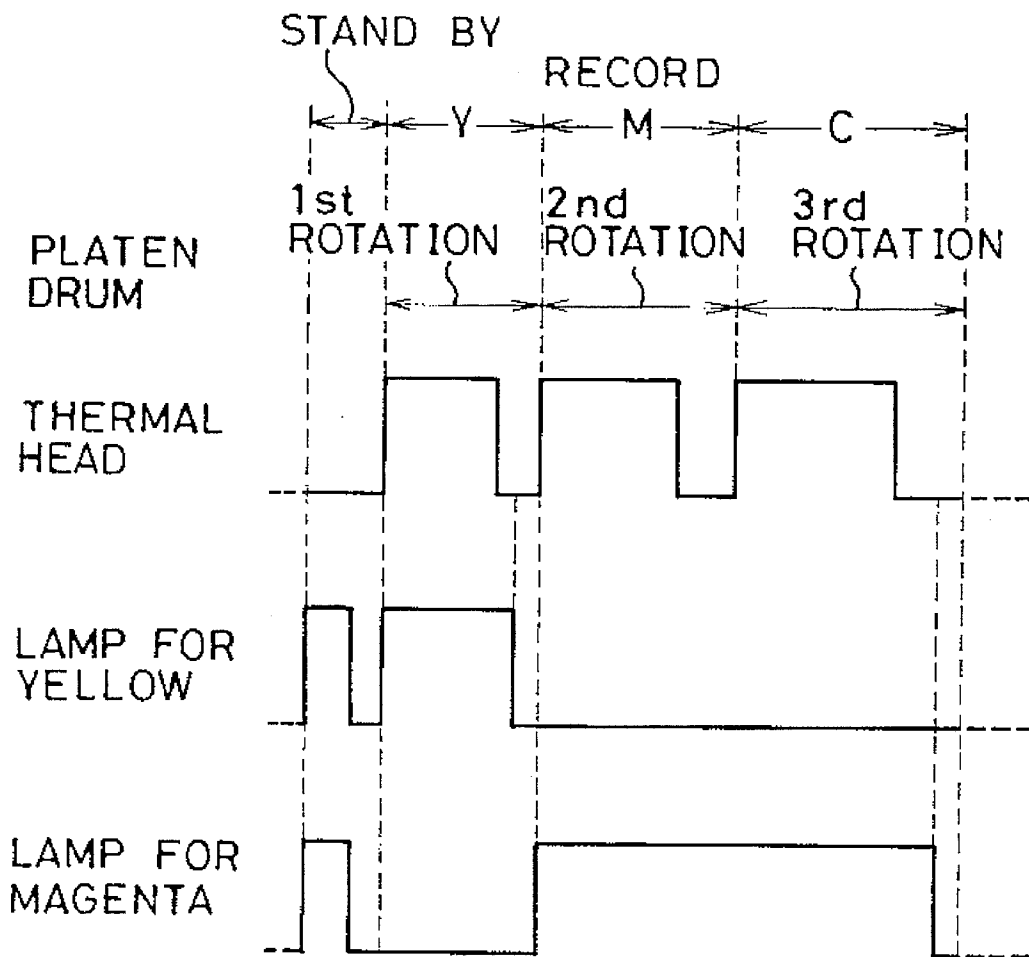 STAND BY
RECORD
Y M C
1st ROTATION
2nd ROTATION
3rd ROTATION
PLATEN
DRUM
THERMAL
HEAD
LAMP FOR
YELLOW
LAMP FOR
MAGENTA